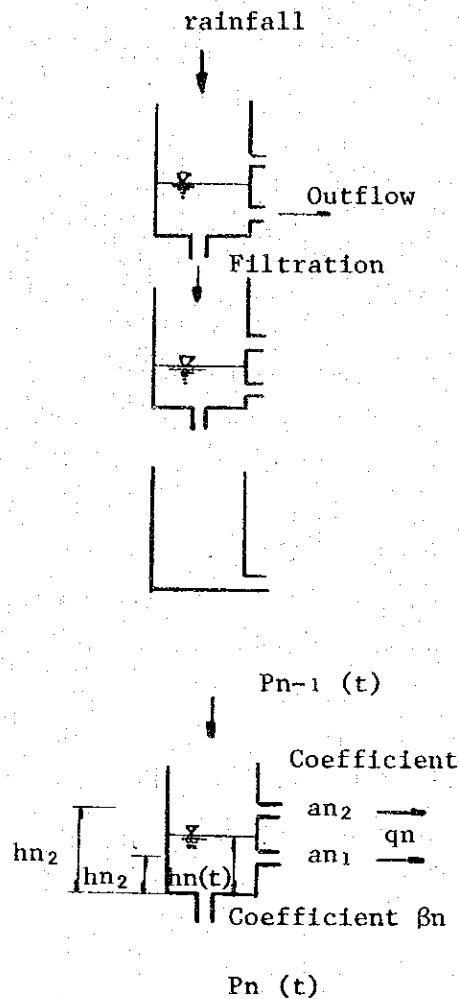 rainfall
Outflow
Filtration
Pn-1 (t)
Coefficient
an₂
qn
hn₂
hn₂
hn(t)
an₁
Coefficient βn
Pn (t)